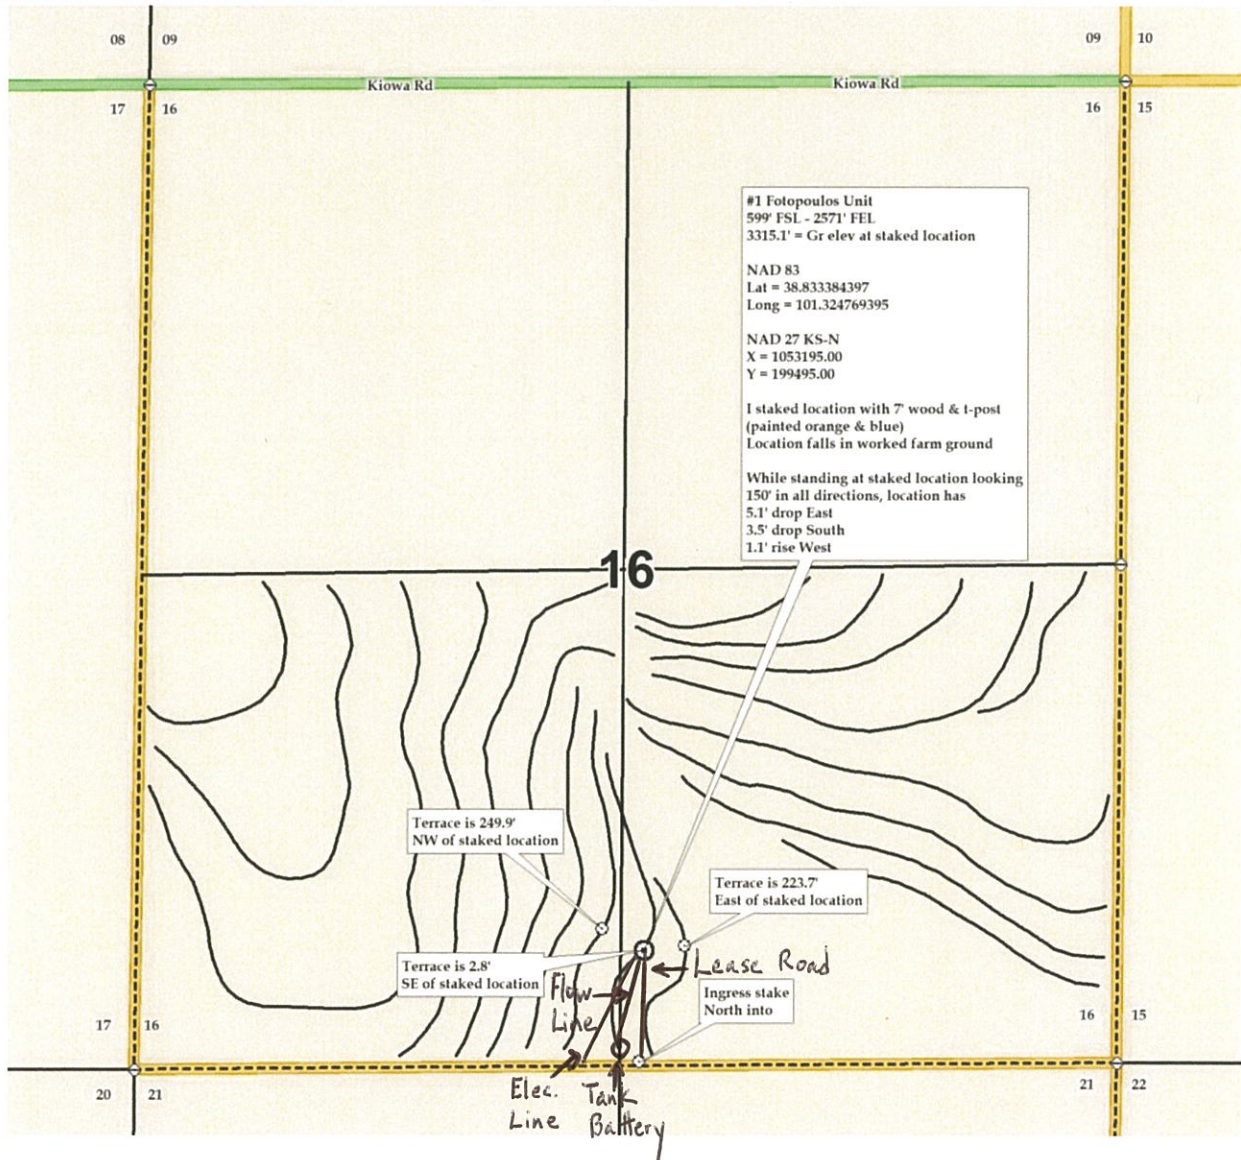 08 09
09 10
Kiowa Rd
Kiowa Rd
17 16
16 15
#1 Fotopoulos Unit
599' FSL - 2571' FEL
3315.1' = Gr elev at staked location
NAD 83
Lat = 38.833384397
Long = 101.324769395
NAD 27 KS-N
X = 1053195.00
Y = 199495.00
I staked location with 7' wood & t-post
(painted orange & blue)
Location falls in worked farm ground
While standing at staked location looking
150' in all directions, location has
5.1' drop East
3.5' drop South
1.1' rise West
16
Terrace is 249.9'
NW of staked location
Terrace is 223.7'
East of staked location
Terrace is 2.8'
SE of staked location
Lease Road
Flow
Line
Ingress stake
North into
17 16
16 15
20 21
21 22
Elec.
Line
Tank
Battery